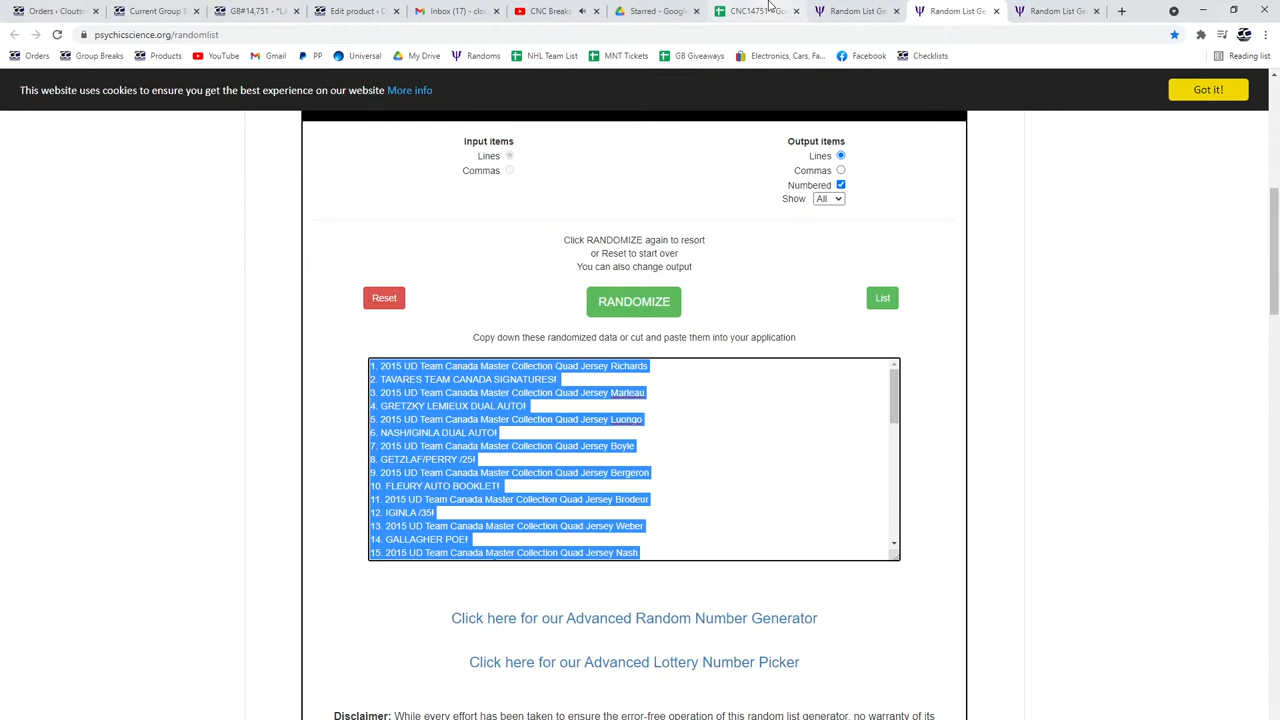 Orders · Clouts
GB#14,751 - *L
Edit product · C
Inbox (17) - do
CNC Break
Starred - Google
CNC14751
Random List Ge
Random List Ge
Random List Ge
psychicscience.org/randomlist
Orders
Group Breaks
Products
YouTube
Gmail
PP
Universal
My Drive
Randoms
NHL Team List
MNT Tickets
GB Giveaways
Electronics, Cars, Fa...
Facebook
Checklists
Reading list
This website uses cookies to ensure you get the best experience on our website More info
Got it!
Input items
Lines
Commas
Output items
Lines
Commas
Numbered
Show All
Click RANDOMIZE again to resort
or Reset to start over
You can also change output
Reset
RANDOMIZE
List
Copy down these randomized data or cut and paste them into your application
1. 2015 UD Team Canada Master Collection Quad Jersey Richards
2. TAVARES TEAM CANADA SIGNATURES!
3. 2015 UD Team Canada Master Collection Quad Jersey Marleau
4. GRETZKY LEMIEUX DUAL AUTO!
5. 2015 UD Team Canada Master Collection Quad Jersey Luongo
6. NASH/IGINLA DUAL AUTO!
7. 2015 UD Team Canada Master Collection Quad Jersey Boyle
8. GETZLAF/PERRY /25!
9. 2015 UD Team Canada Master Collection Quad Jersey Bergeron
10. FLEURY AUTO BOOKLET!
11. 2015 UD Team Canada Master Collection Quad Jersey Brodeur
12. IGINLA /35!
13. 2015 UD Team Canada Master Collection Quad Jersey Weber
14. GALLAGHER POE!
15. 2015 UD Team Canada Master Collection Quad Jersey Nash
Click here for our Advanced Random Number Generator
Click here for our Advanced Lottery Number Picker
Disclaimer: While every effort has been taken to ensure the error-free operation of this random list generator, no warranty of its